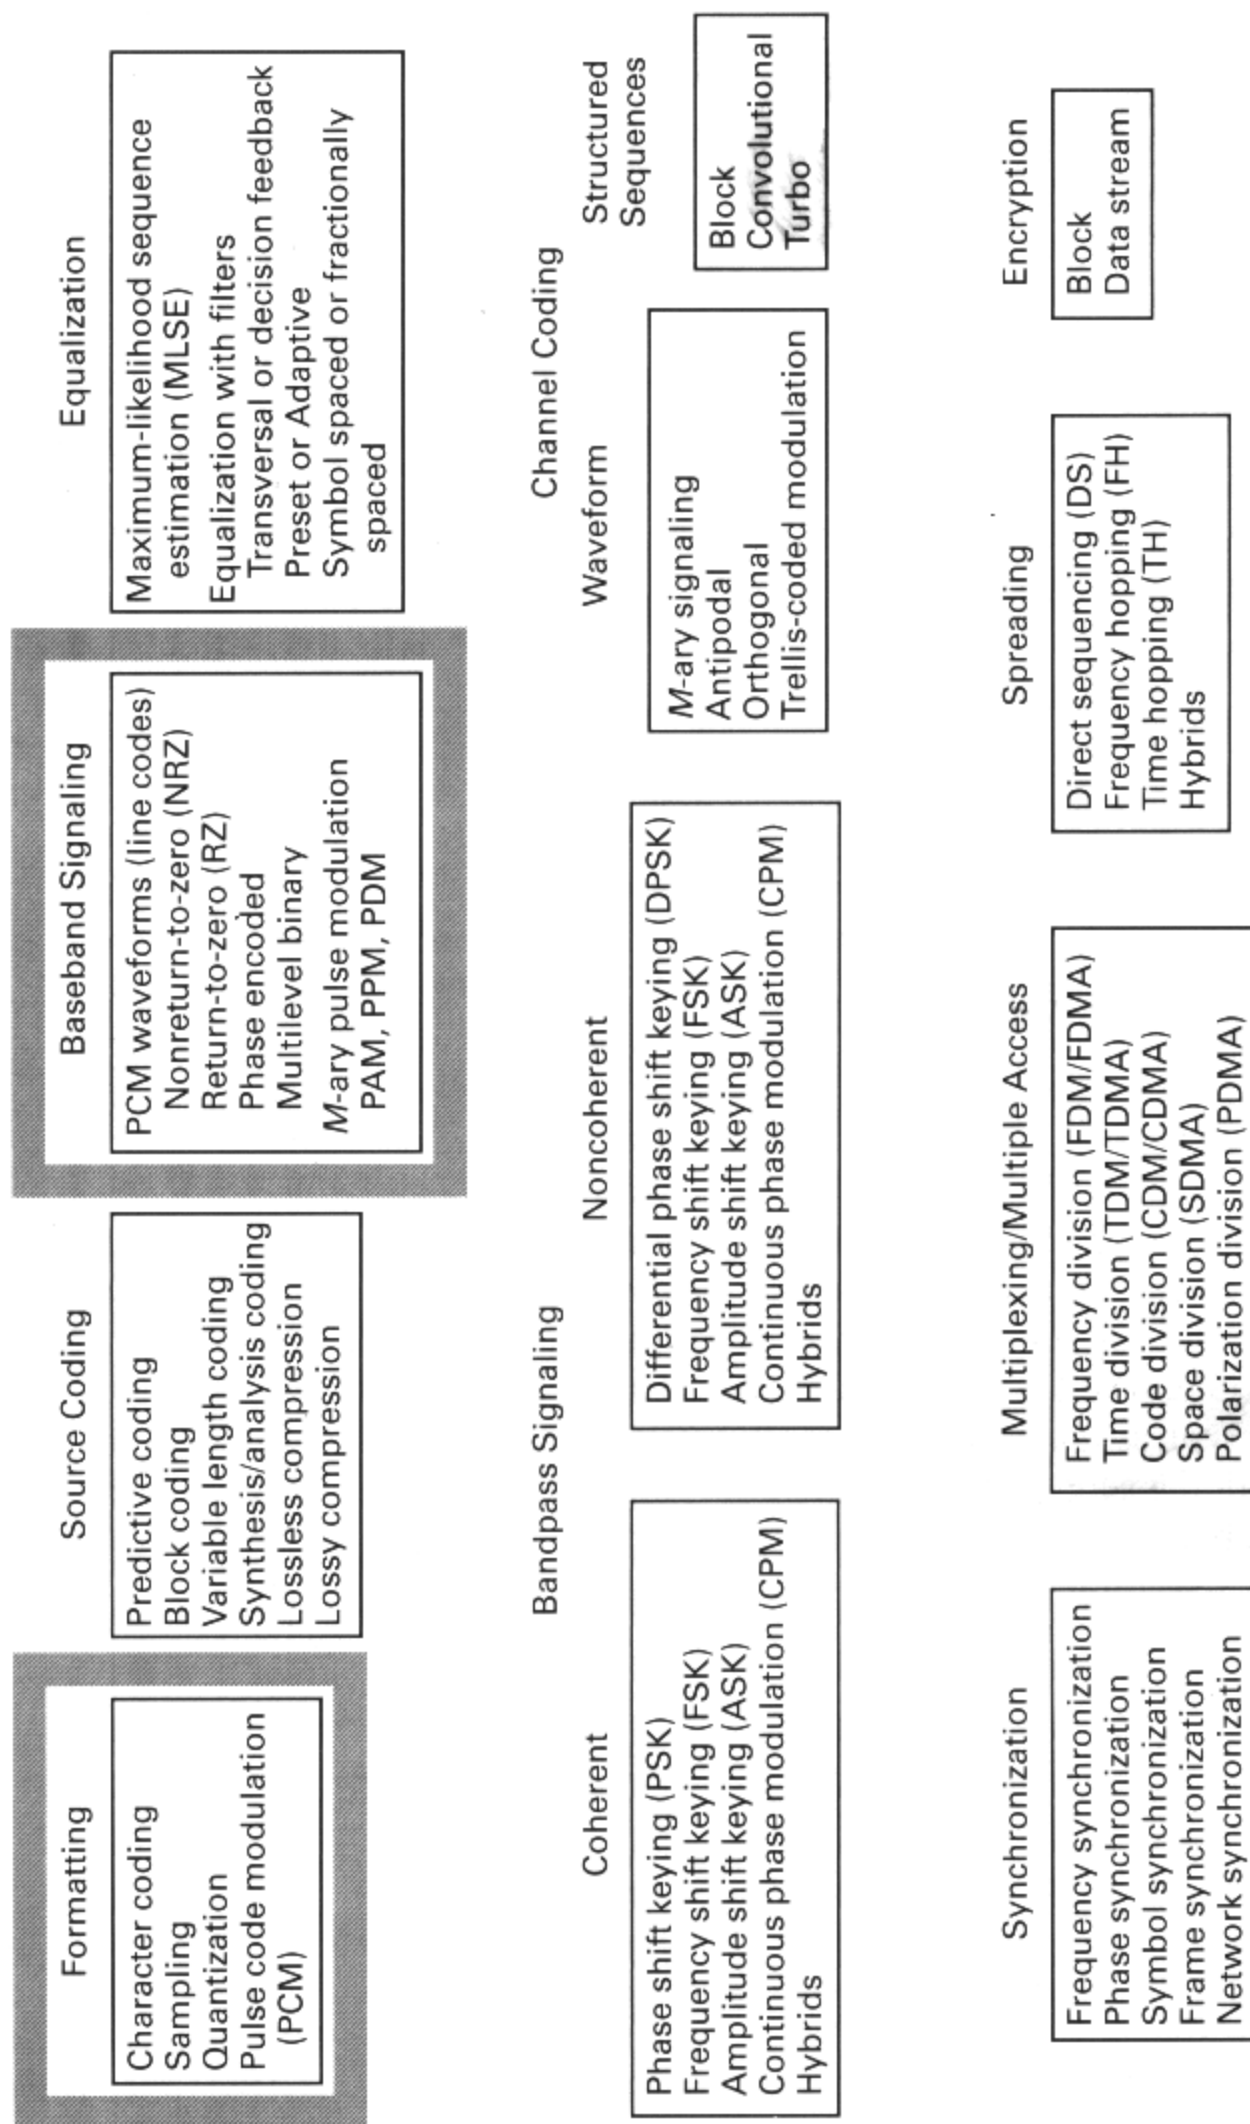 Formatting
Character coding
Sampling
Quantization
Pulse code modulation
(PCM)
Source Coding
Predictive coding
Block coding
Variable length coding
Synthesis/analysis coding
Lossless compression
Lossy compression
Baseband Signaling
PCM waveforms (line codes)
Nonreturn-to-zero (NRZ)
Return-to-zero (RZ)
Phase encoded
Multilevel binary
M-ary pulse modulation
PAM, PPM, PDM
Equalization
Maximum-likelihood sequence
estimation (MLSE)
Equalization with filters
Transversal or decision feedback
Preset or Adaptive
Symbol spaced or fractionally
spaced
Bandpass Signaling
Coherent
Phase shift keying (PSK)
Frequency shift keying (FSK)
Amplitude shift keying (ASK)
Continuous phase modulation (CPM)
Hybrids
Noncoherent
Differential phase shift keying (DPSK)
Frequency shift keying (FSK)
Amplitude shift keying (ASK)
Continuous phase modulation (CPM)
Hybrids
Channel Coding
Waveform
M-ary signaling
Antipodal
Orthogonal
Trellis-coded modulation
Structured
Sequences
Block
Convolutional
Turbo
Synchronization
Frequency synchronization
Phase synchronization
Symbol synchronization
Frame synchronization
Network synchronization
Multiplexing/Multiple Access
Frequency division (FDM/FDMA)
Time division (TDM/TDMA)
Code division (CDM/CDMA)
Space division (SDMA)
Polarization division (PDMA)
Spreading
Direct sequencing (DS)
Frequency hopping (FH)
Time hopping (TH)
Hybrids
Encryption
Block
Data stream